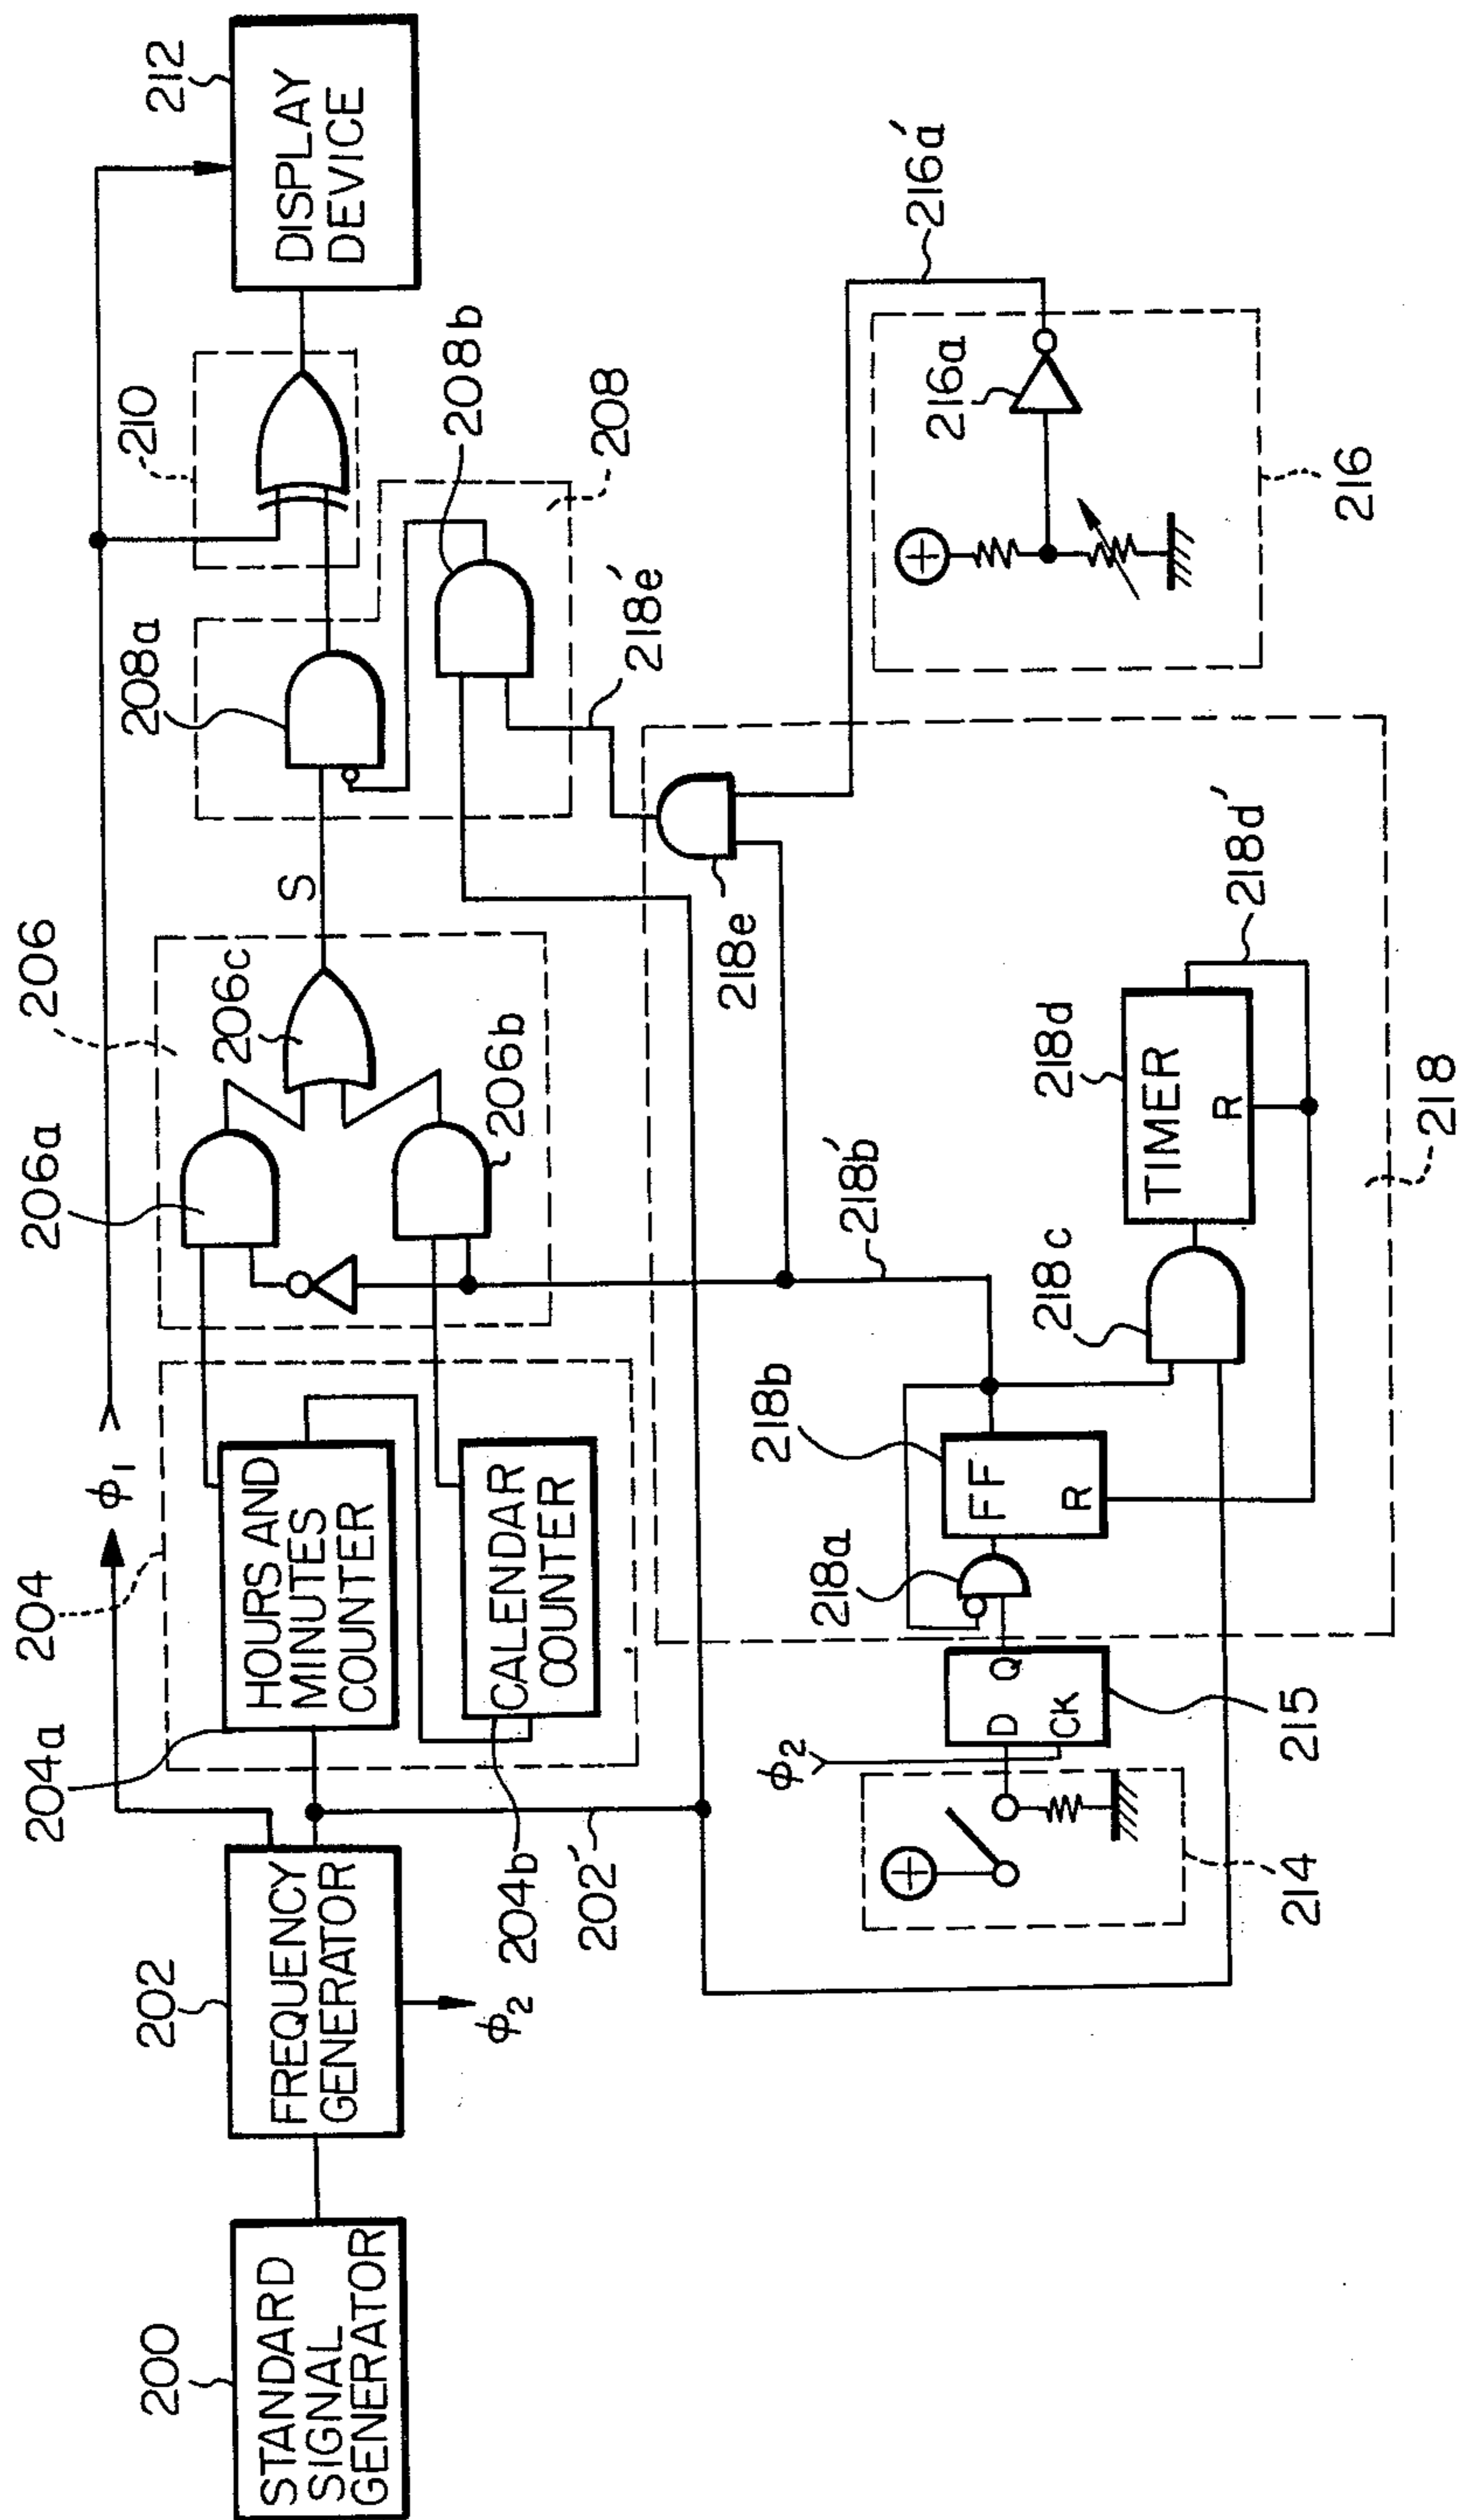 200
STANDARD
SIGNAL
GENERATOR
202
FREQUENCY
GENERATOR
ϕ2
ϕ1
202'
204
204a
HOURS AND
MINUTES
COUNTER
204b
CALENDAR
COUNTER
206
206a
206b
206c
S
208a
208b
208
210
212
DISPLAY
DEVICE
214
ϕ2
D Q
CK
215
218a
218b
FF
R
218b'
218c
218d
TIMER
R
218d'
218e
218e'
218
216a
216a'
216